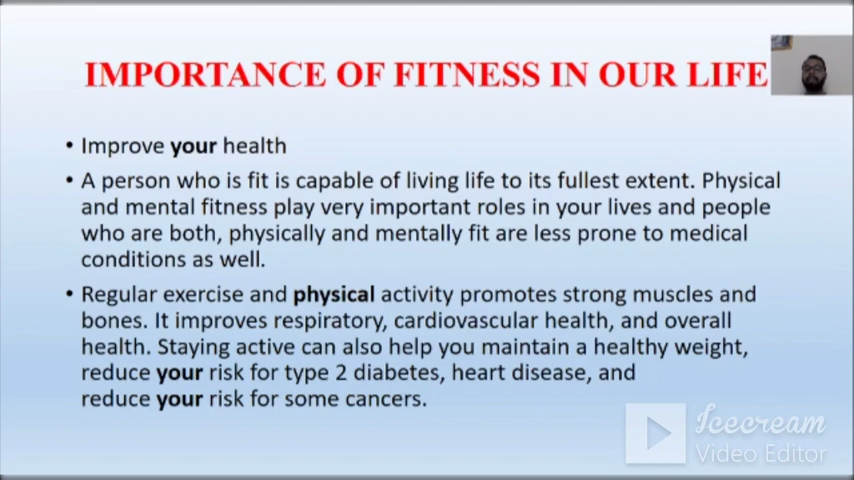 IMPORTANCE OF FITNESS IN OUR LIFE
• Improve your health
• A person who is fit is capable of living life to its fullest extent. Physical
and mental fitness play very important roles in your lives and people
who are both, physically and mentally fit are less prone to medical
conditions as well.
• Regular exercise and physical activity promotes strong muscles and
bones. It improves respiratory, cardiovascular health, and overall
health. Staying active can also help you maintain a healthy weight,
reduce your risk for type 2 diabetes, heart disease, and
reduce your risk for some cancers.
Icecream
Video Editor